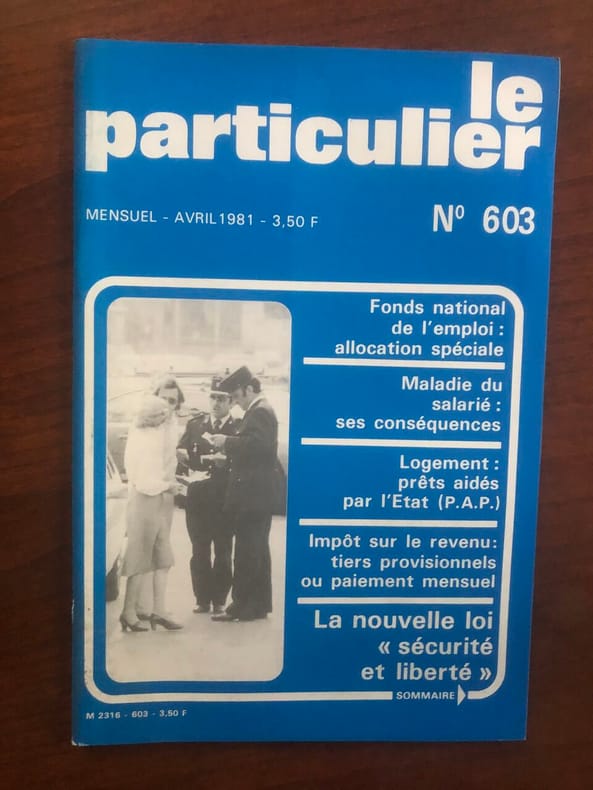 le
particulier
MENSUEL - AVRIL 1981 - 3,50 F
Nº 603
Fonds national
de l'emploi :
allocation spéciale
Maladie du
salarié :
ses conséquences
Logement :
prêts aidés
par l'Etat (P.A.P.)
Impôt sur le revenu:
tiers provisionnels
ou paiement mensuel
La nouvelle loi
« sécurité
et liberté »
SOMMAIRE
M 2316 - 603 - 3,50 F